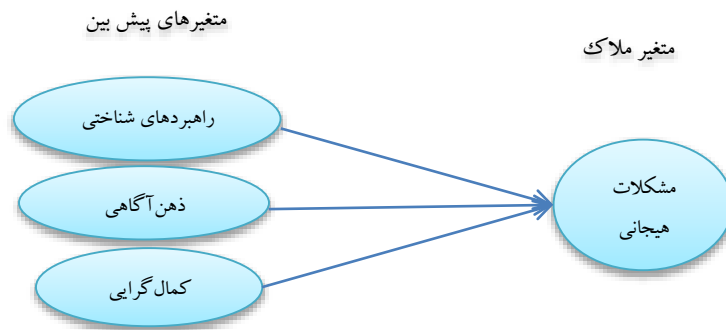 متغیرهای پیش بین
متغیر ملاک
راهبردهای شناختی
ذهن آگاهی
کمال گرایی
مشکلات
هیجانی